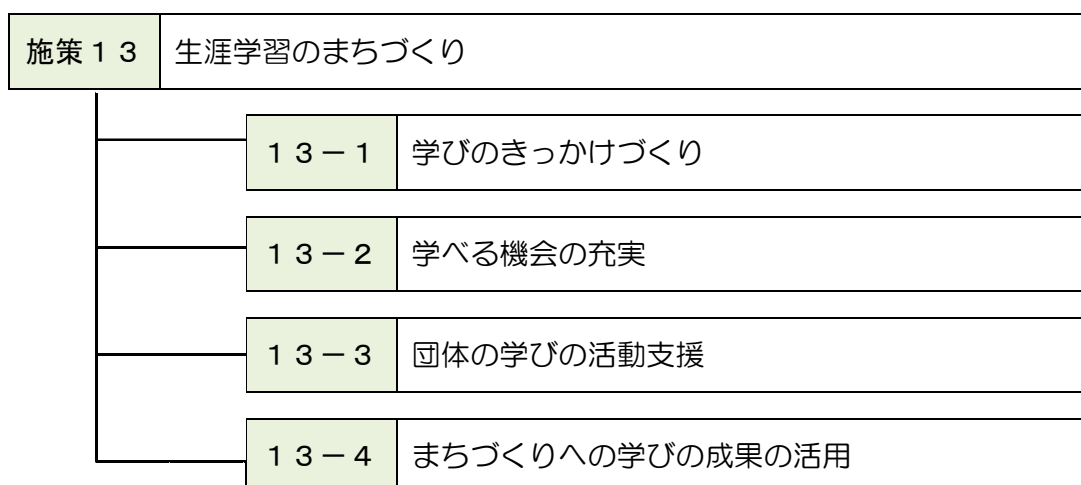 施策１３ 生涯学習のまちづくり
１３－１ 学びのきっかけづくり
１３－２ 学べる機会の充実
１３－３ 団体の学びの活動支援
１３－４ まちづくりへの学びの成果の活用